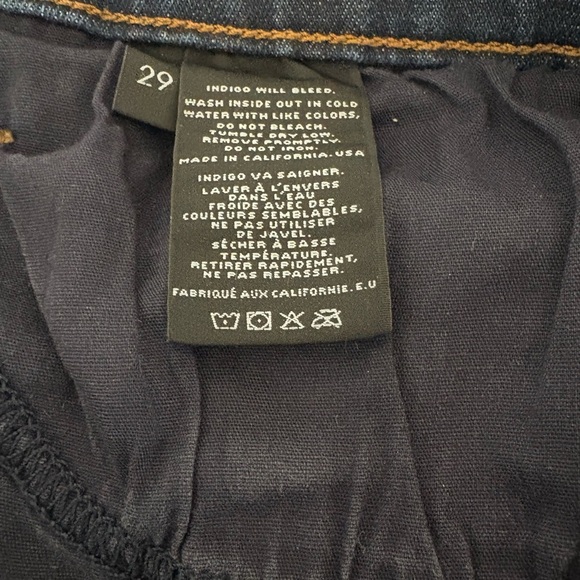 29
INDIGO WILL BLEED.
WASH INSIDE OUT IN COLD
WATER WITH LIKE COLORS,
DO NOT BLEACH.
TUMBLE DRY LOW.
REMOVE PROMPTLY.
DO NOT IRON.
MADE IN CALIFORNIA-USA
INDIGO VA SAIGNER.
LAVER À L'ENVERS
DANS L'EAU
FROIDE AVEC DES
COULEURS SEMBLABLES,
NE PAS UTILISER
DE JAVEL.
SÉCHER À BASSE
TEMPÉRATURE.
RETIRER RAPIDEMENT,
NE PAS REPASSER.
FABRIQUÉ AUX CALIFORNIE.E.U